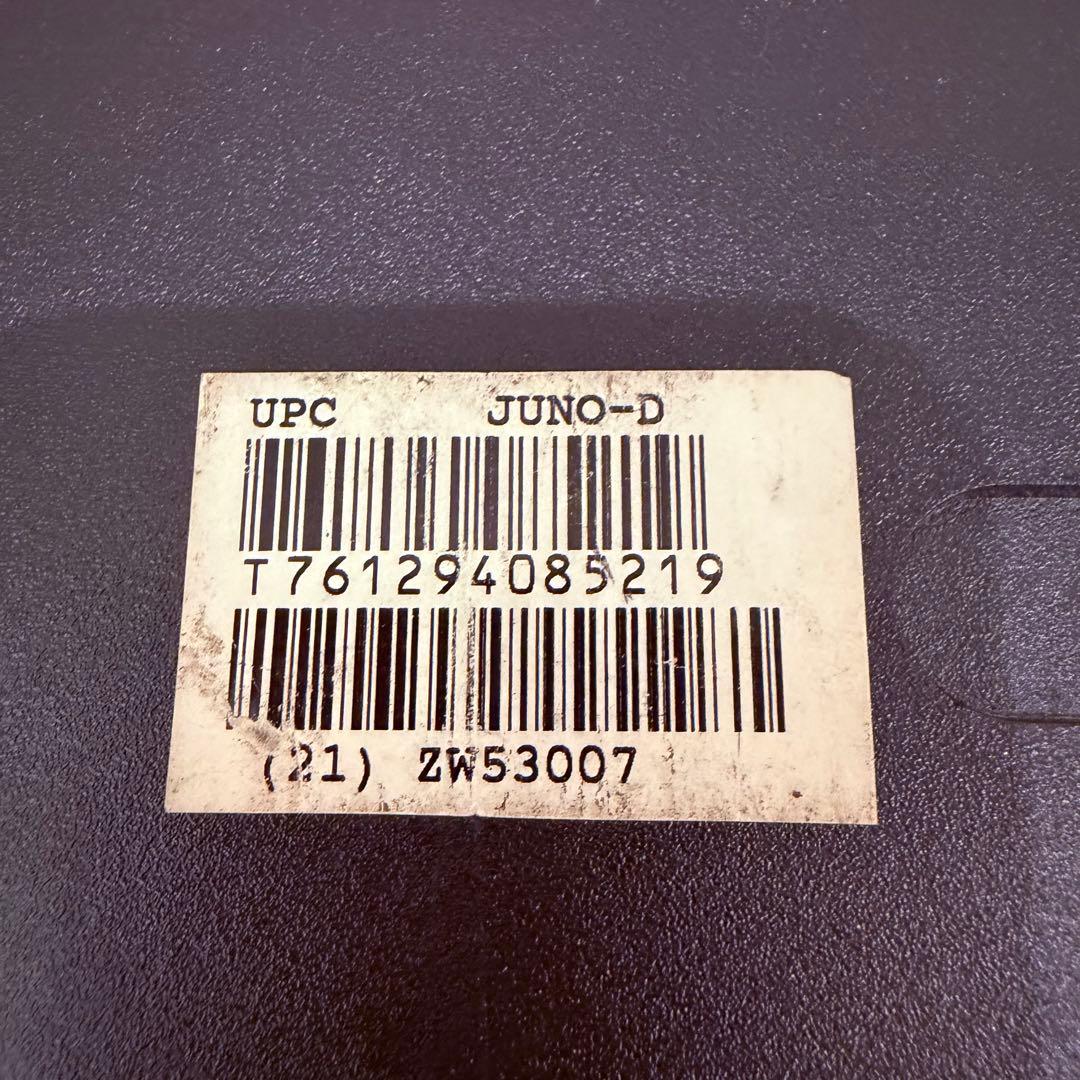 UPC JUNO-D
T761294085219
(21) ZW53007